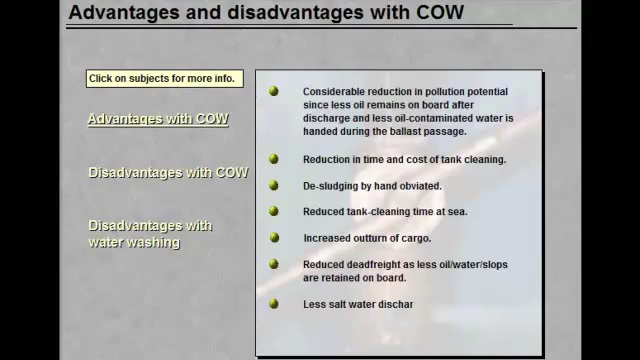 Advantages and disadvantages with COW
Click on subjects for more info.
Advantages with COW
Disadvantages with COW
Disadvantages with
water washing
Considerable reduction in pollution potential
since less oil remains on board after
discharge and less oil-contaminated water is
handed during the ballast passage.
Reduction in time and cost of tank cleaning.
De-sludging by hand obviated.
Reduced tank-cleaning time at sea.
Increased outturn of cargo.
Reduced deadfreight as less oil/water/slops
are retained on board.
Less salt water dischar